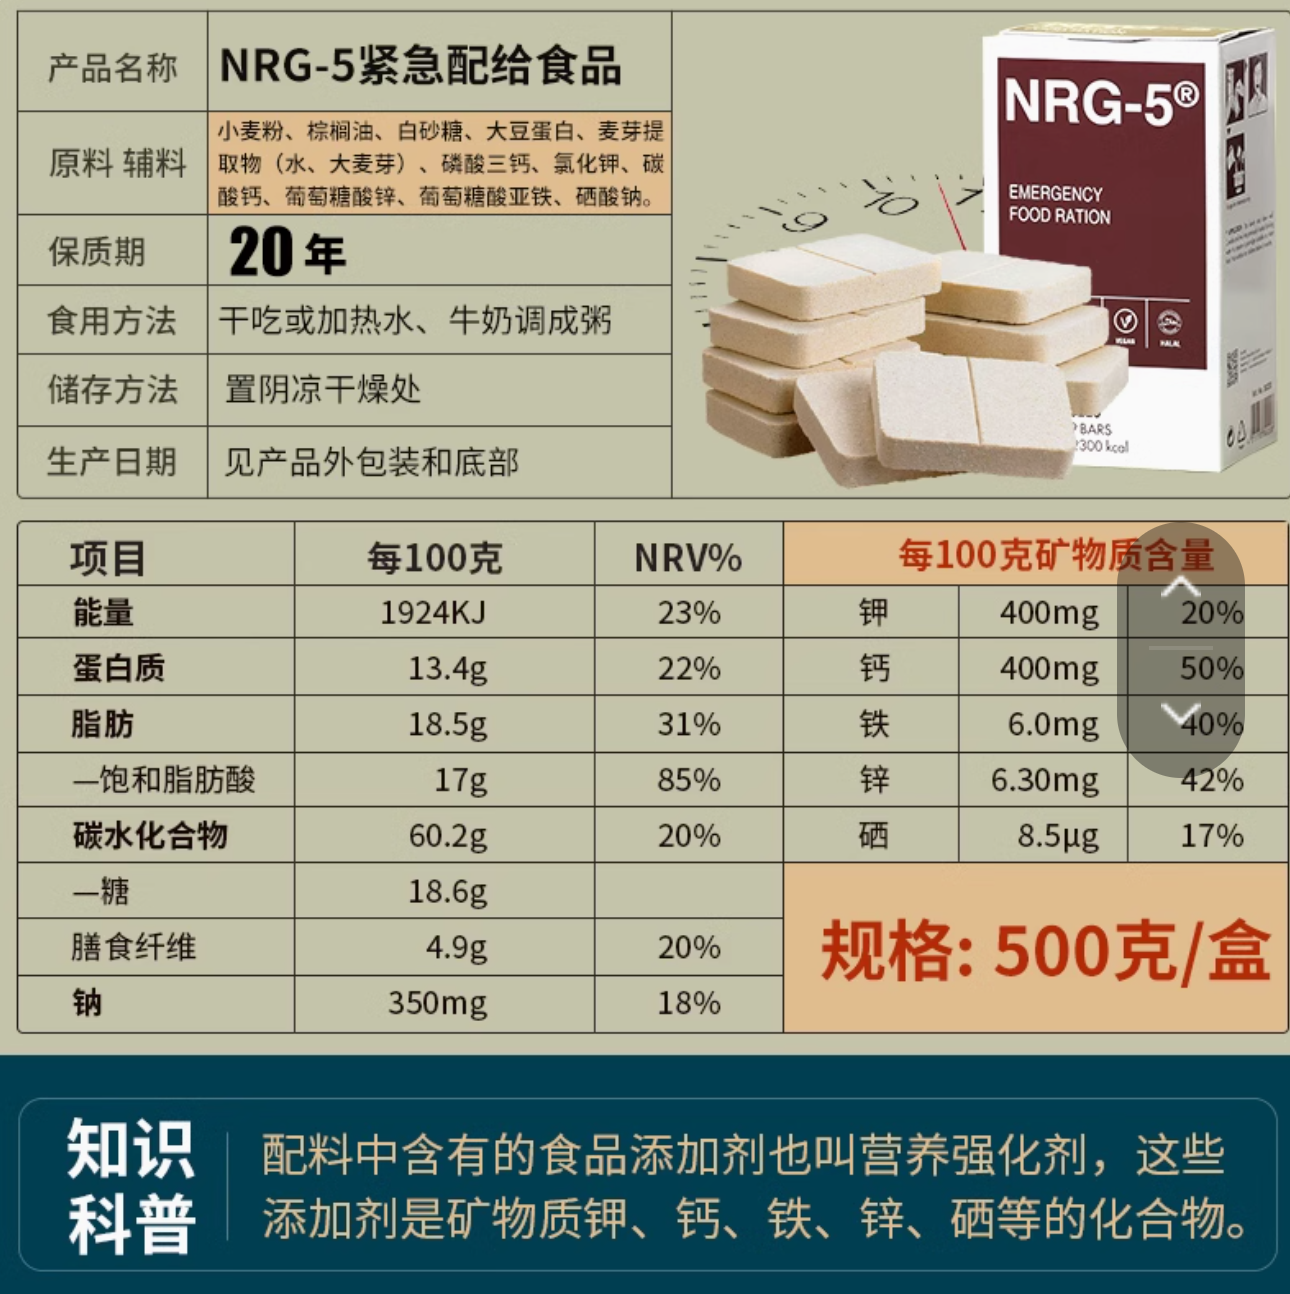 产品名称
NRG-5紧急配给食品
原料 辅料
小麦粉、棕榈油、白砂糖、大豆蛋白、麦芽提
取物（水、大麦芽）、磷酸三钙、氯化钾、碳
酸钙、葡萄糖酸锌、葡萄糖酸亚铁、硒酸钠。
保质期
20年
食用方法
干吃或加热水、牛奶调成粥
储存方法
置阴凉干燥处
生产日期
见产品外包装和底部
9
10
NRG-5®
EMERGENCY
FOOD RATION
VEGAN
HALAL
BARS
2300 kcal
项目 每100克 NRV%
能量 1924KJ 23%
蛋白质 13.4g 22%
脂肪 18.5g 31%
—饱和脂肪酸 17g 85%
碳水化合物 60.2g 20%
—糖 18.6g
膳食纤维 4.9g 20%
钠 350mg 18%
每100克矿物质含量
钾 400mg 20%
钙 400mg 50%
铁 6.0mg 40%
锌 6.30mg 42%
硒 8.5μg 17%
规格: 500克/盒
知识
科普
配料中含有的食品添加剂也叫营养强化剂，这些
添加剂是矿物质钾、钙、铁、锌、硒等的化合物。